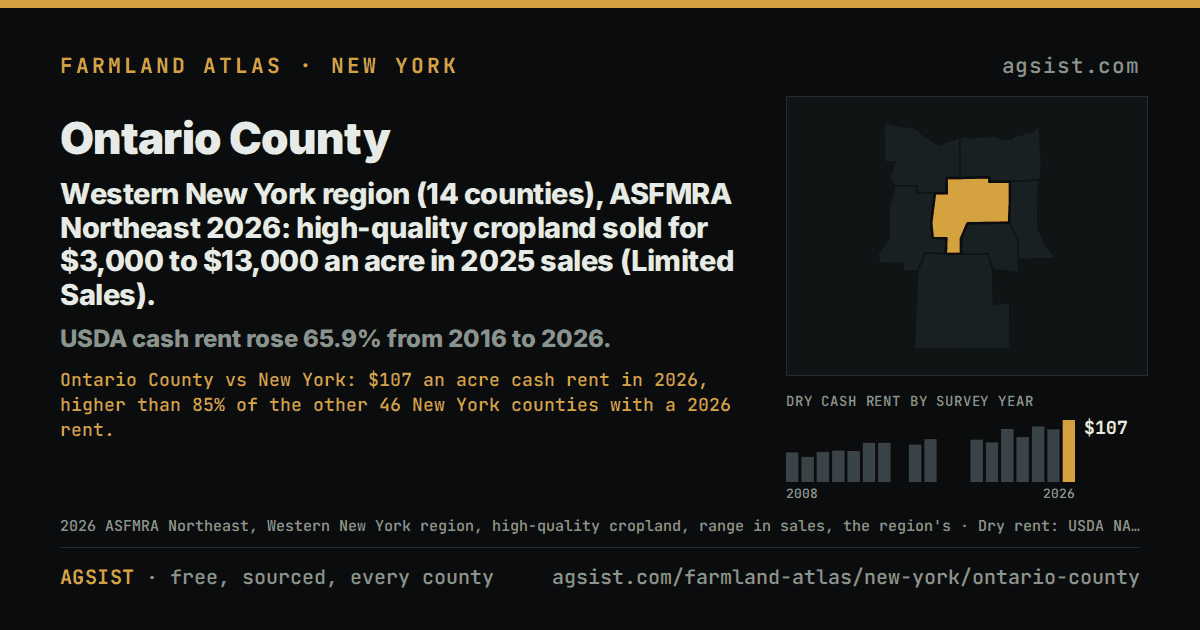 FARMLAND ATLAS · NEW YORK
agsist.com
Ontario County
Western New York region (14 counties), ASFMRA
Northeast 2026: high-quality cropland sold for
$3,000 to $13,000 an acre in 2025 sales (Limited
Sales).
USDA cash rent rose 65.9% from 2016 to 2026.
Ontario County vs New York: $107 an acre cash rent in 2026,
higher than 85% of the other 46 New York counties with a 2026
rent.
DRY CASH RENT BY SURVEY YEAR
$107
2008
2026
2026 ASFMRA Northeast, Western New York region, high-quality cropland, range in sales, the region's · Dry rent: USDA NA…
AGSIST · free, sourced, every county
agsist.com/farmland-atlas/new-york/ontario-county